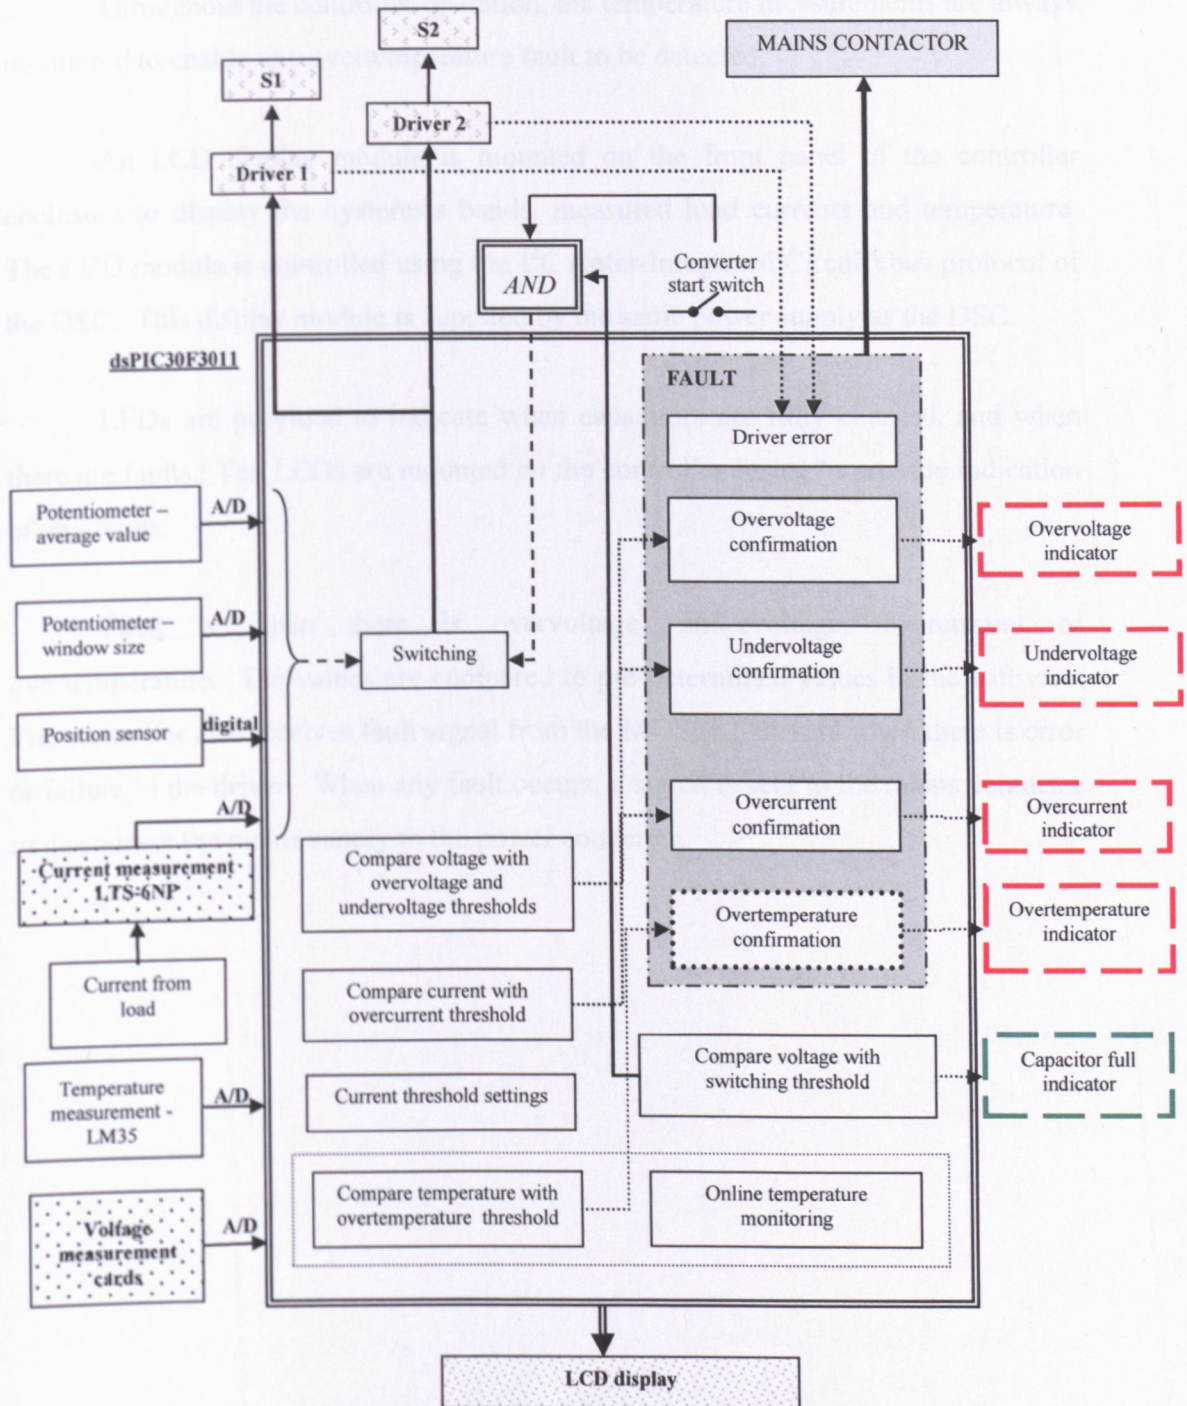 S2
MAINS CONTACTOR
S1
Driver 2
Driver 1
AND
Converter
start switch
dsPIC30F3011
FAULT
Driver error
Potentiometer –
average value
A/D
Overvoltage
confirmation
Overvoltage
indicator
Potentiometer –
window size
A/D
Switching
Undervoltage
confirmation
Undervoltage
indicator
Position sensor
digital
A/D
Overcurrent
confirmation
Overcurrent
indicator
Current measurement
LTS-6NP
Compare voltage with
overvoltage and
undervoltage thresholds
Overtemperature
confirmation
Overtemperature
indicator
Current from
load
Compare current with
overcurrent threshold
Compare voltage with
switching threshold
Capacitor full
indicator
Temperature
measurement -
LM35
A/D
Current threshold settings
Compare temperature with
overtemperature threshold
Online temperature
monitoring
Voltage
measurement
cards
A/D
LCD display